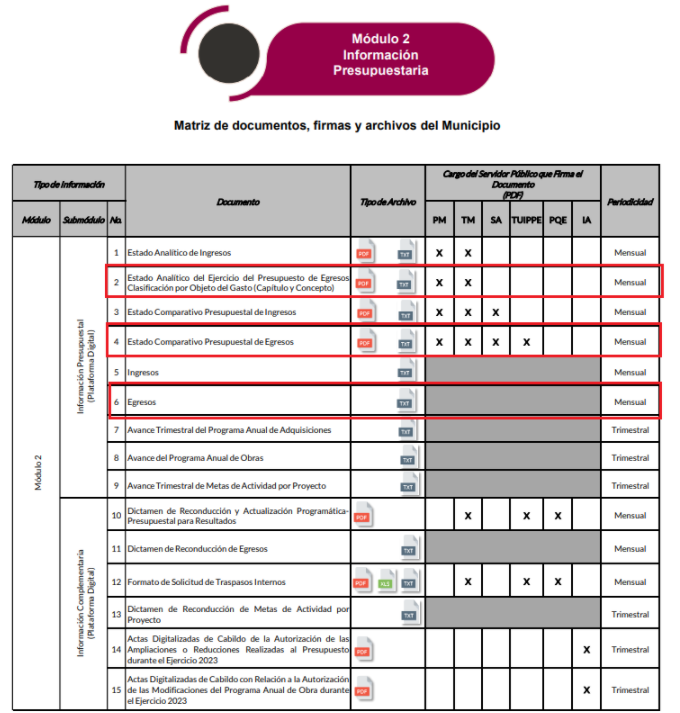 Módulo 2
Información
Presupuestaria
Matriz de documentos, firmas y archivos del Municipio
Tipo de Información
Documento
Tipo de Archivo
Cargo del Servidor Público que Firma el
Documento
(PDF)
Periodicidad
Módulo Submódulo No.
PM TM SA TUIPPE PQE IA
Módulo 2
Información Presupuestal
(Plataforma Digital)
1 Estado Analítico de Ingresos PDF TXT X X Mensual
2 Estado Analítico del Ejercicio del Presupuesto de Egresos
Clasificación por Objeto del Gasto (Capítulo y Concepto) PDF TXT X X Mensual
3 Estado Comparativo Presupuestal de Ingresos PDF TXT X X X Mensual
4 Estado Comparativo Presupuestal de Egresos PDF TXT X X X X Mensual
5 Ingresos TXT Mensual
6 Egresos TXT Mensual
7 Avance Trimestral del Programa Anual de Adquisiciones TXT Trimestral
8 Avance del Programa Anual de Obras TXT Trimestral
9 Avance Trimestral de Metas de Actividad por Proyecto TXT Trimestral
Información Complementaria
(Plataforma Digital)
10 Dictamen de Reconducción y Actualización Programática-
Presupuestal para Resultados PDF X X X Mensual
11 Dictamen de Reconducción de Egresos TXT Mensual
12 Formato de Solicitud de Traspasos Internos PDF XLS TXT X X X Mensual
13 Dictamen de Reconducción de Metas de Actividad por
Proyecto TXT Trimestral
14 Actas Digitalizadas de Cabildo de la Autorización de las
Ampliaciones o Reducciones Realizadas al Presupuesto
durante el Ejercicio 2023 PDF X Trimestral
15 Actas Digitalizadas de Cabildo con Relación a la Autorización
de las Modificaciones del Programa Anual de Obra durante
el Ejercicio 2023 PDF X Trimestral